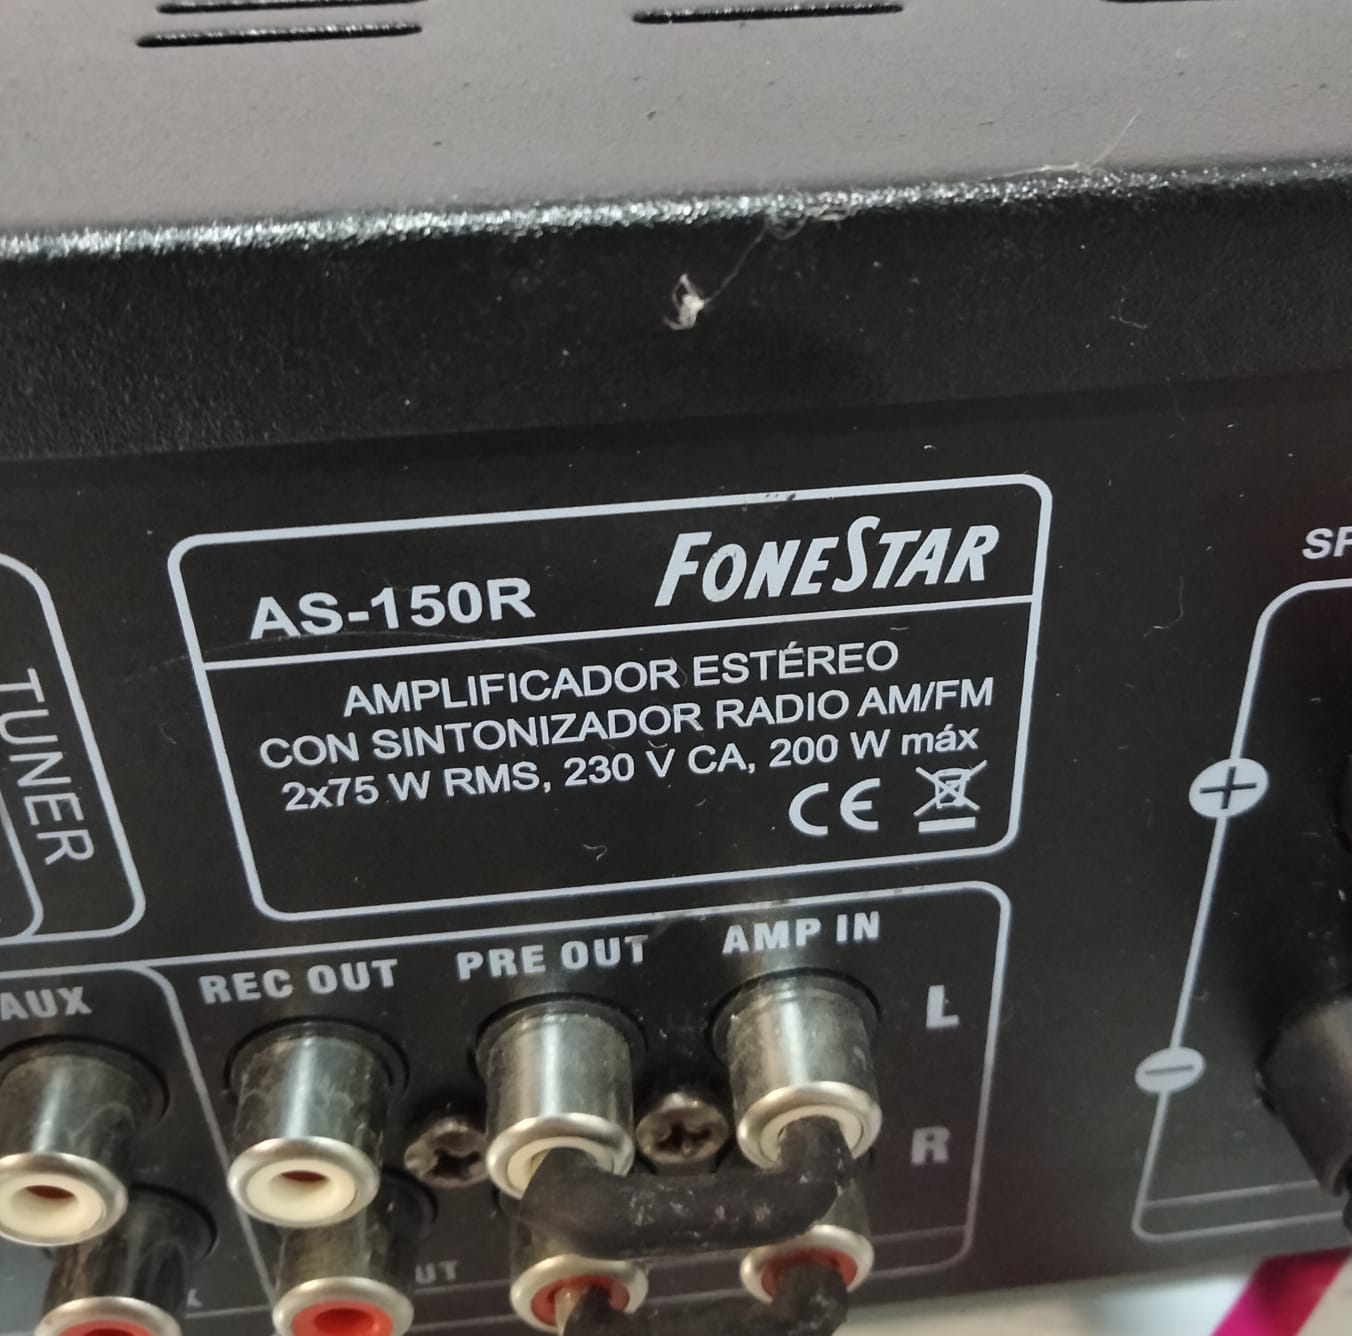 AS-150R FONESTAR
AMPLIFICADOR ESTÉREO
CON SINTONIZADOR RADIO AM/FM
2x75 W RMS, 230 V CA, 200 W máx
CE
TUNER
AUX
REC OUT
PRE OUT
AMP IN
L
R
+
−